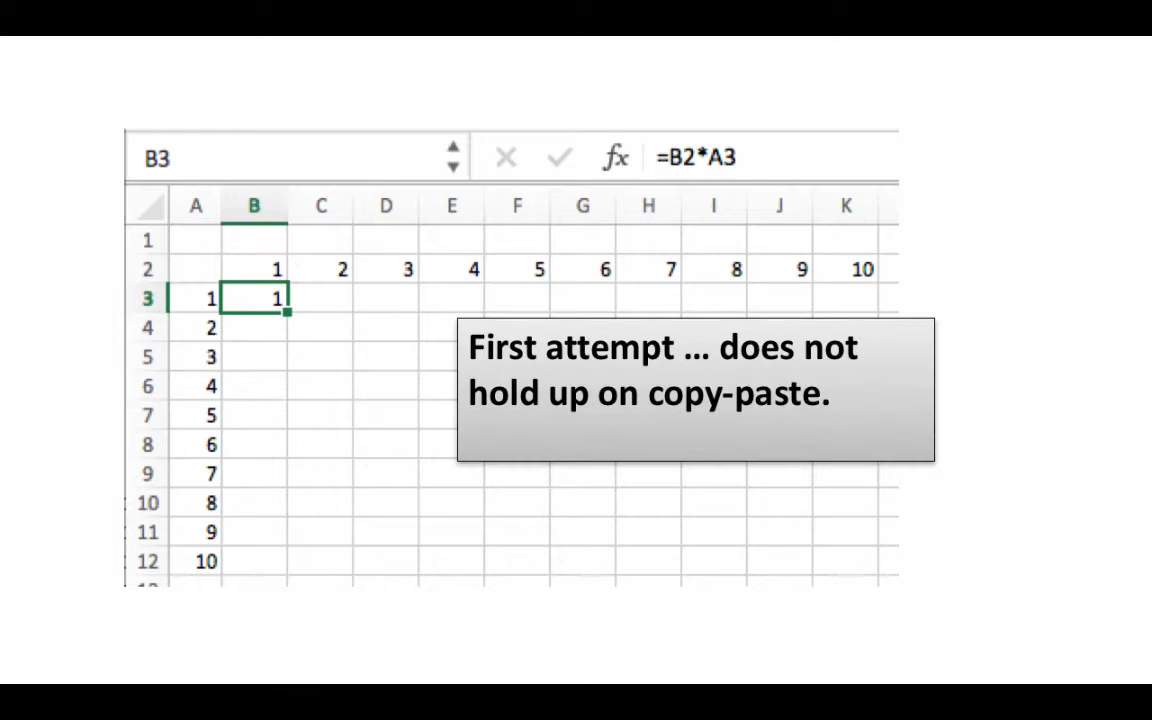 B3 fx =B2*A3
A B C D E F G H I J K
1
2 1 2 3 4 5 6 7 8 9 10
3 1 1
4 2
5 3
6 4
7 5
8 6
9 7
10 8
11 9
12 10
First attempt … does not
hold up on copy-paste.